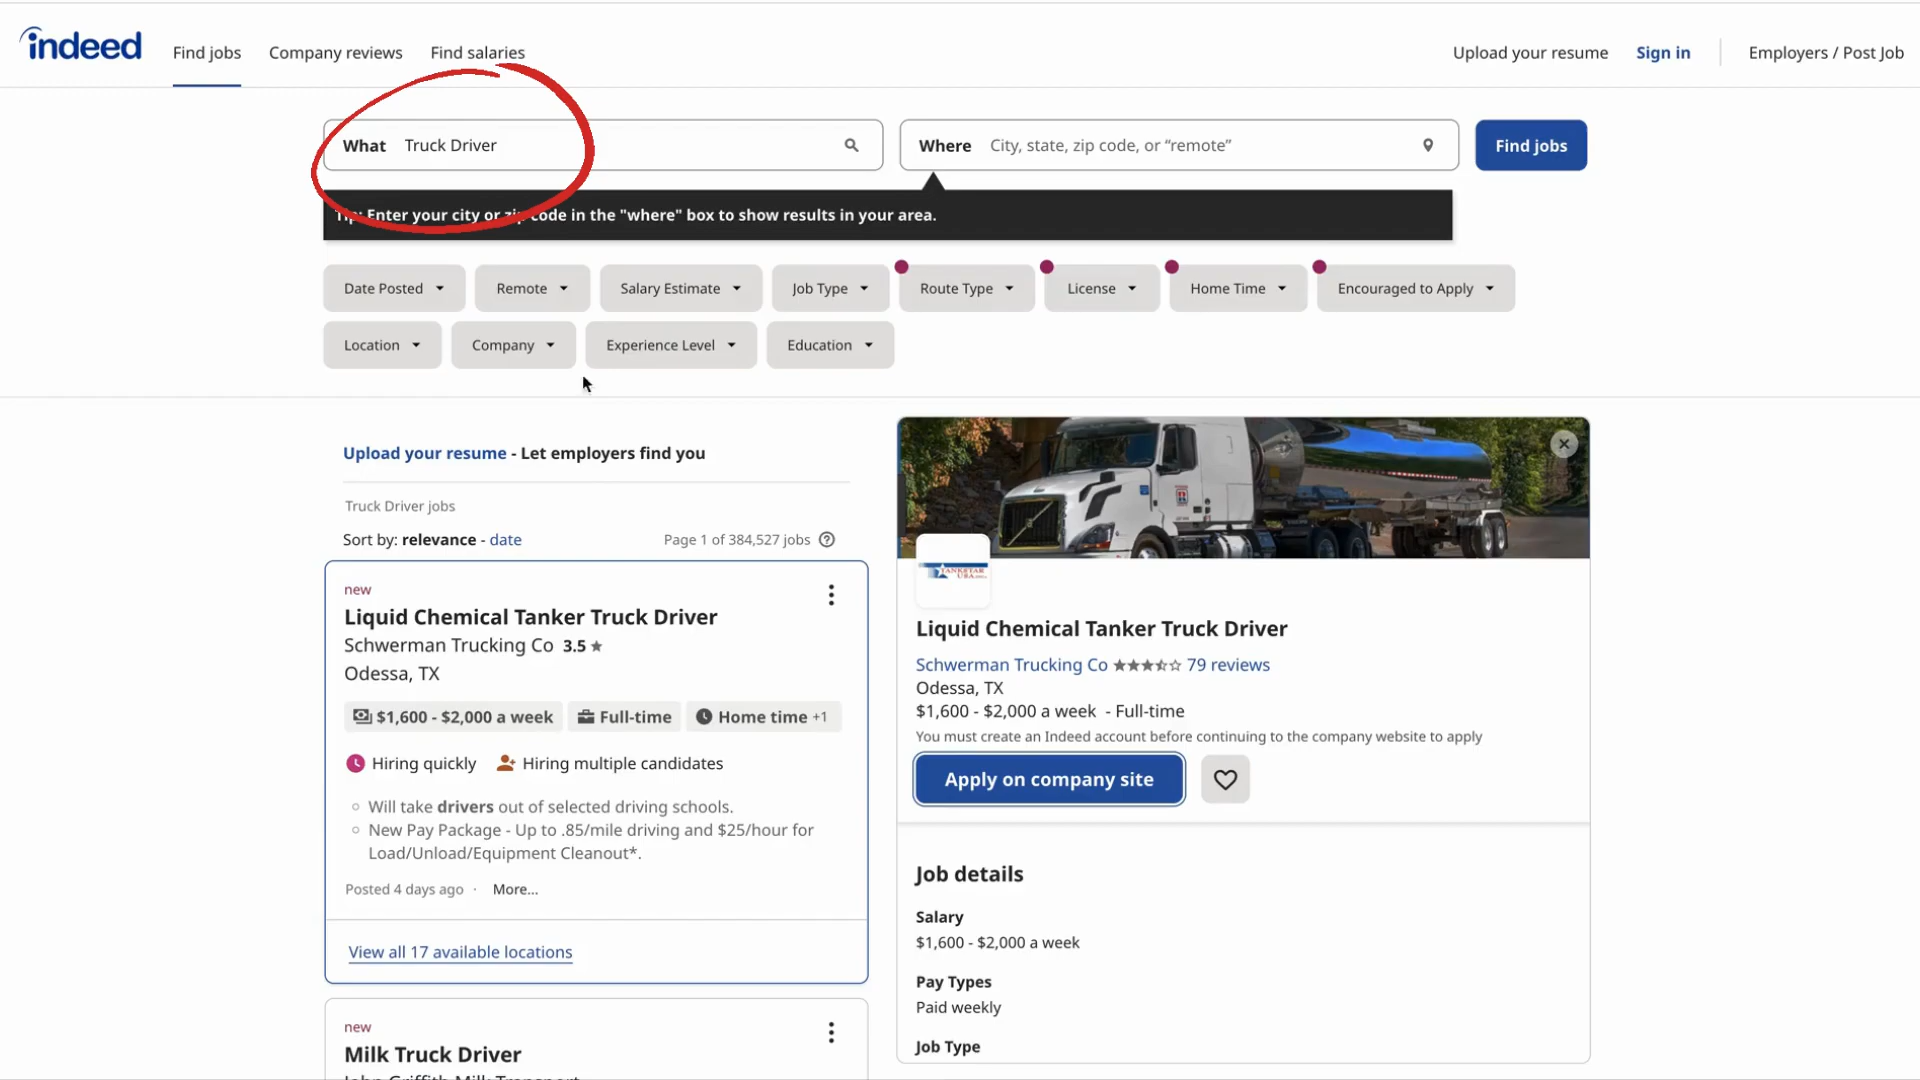 indeed
Find jobs
Company reviews
Find salaries
Upload your resume
Sign in
Employers / Post Job
What Truck Driver
Where City, state, zip code, or “remote”
Find jobs
Tip: Enter your city or zip code in the "where" box to show results in your area.
Date Posted
Remote
Salary Estimate
Job Type
Route Type
License
Home Time
Encouraged to Apply
Location
Company
Experience Level
Education
Upload your resume - Let employers find you
Truck Driver jobs
Sort by: relevance - date
Page 1 of 384,527 jobs
new
Liquid Chemical Tanker Truck Driver
Schwerman Trucking Co 3.5
Odessa, TX
$1,600 - $2,000 a week
Full-time
Home time +1
Hiring quickly
Hiring multiple candidates
Will take drivers out of selected driving schools.
New Pay Package - Up to .85/mile driving and $25/hour for
Load/Unload/Equipment Cleanout*.
Posted 4 days ago · More...
View all 17 available locations
new
Milk Truck Driver
John Griffith Milk Transport
TANKSTAR
USA
Liquid Chemical Tanker Truck Driver
Schwerman Trucking Co 79 reviews
Odessa, TX
$1,600 - $2,000 a week - Full-time
You must create an Indeed account before continuing to the company website to apply
Apply on company site
Job details
Salary
$1,600 - $2,000 a week
Pay Types
Paid weekly
Job Type